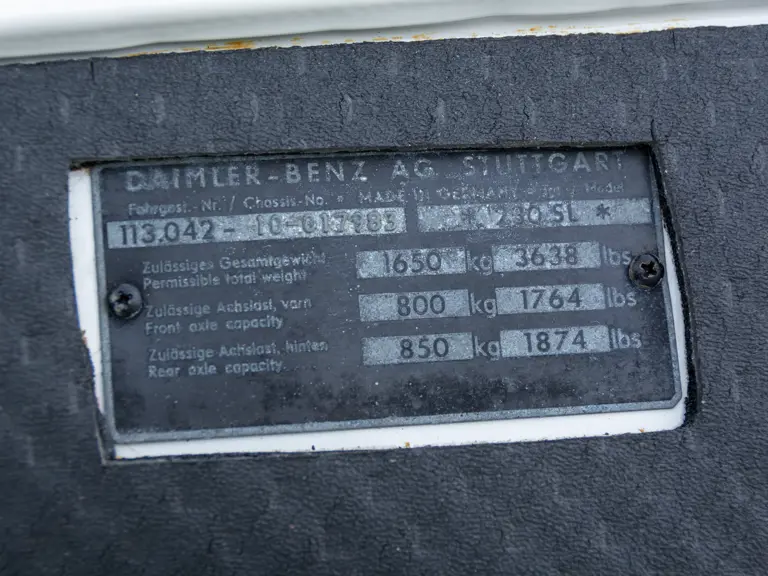 DAIMLER-BENZ AG. STUTTGART
Fahrgest.-Nr./ Chassis-No. * MADE IN GERMANY * Model
113.042- 10-017983 * 230 SL *
Zulässiges Gesamtgewicht 1650 kg 3638 lbs
Permissible total weight
Zulässige Achslast, vorn 800 kg 1764 lbs
Front axle capacity
Zulässige Achslast, hinten 850 kg 1874 lbs
Rear axle capacity